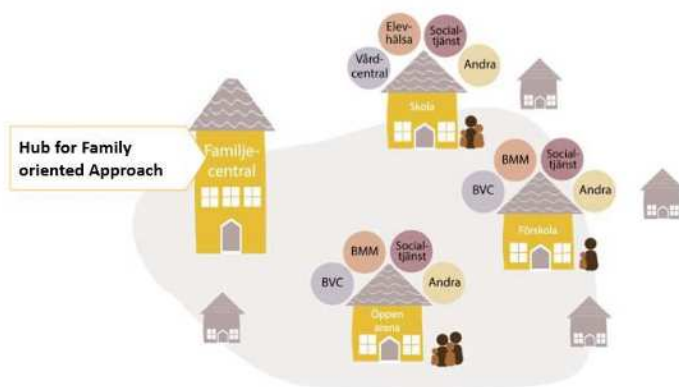 Elev-
hälsa
Social-
tjänst
Vård-
central
Andra
Skola
Hub for Family
oriented Approach
Familje-
central
BMM
Social-
tjänst
BVC
Andra
Förskola
BMM
Social-
tjänst
BVC
Andra
Öppen
arena